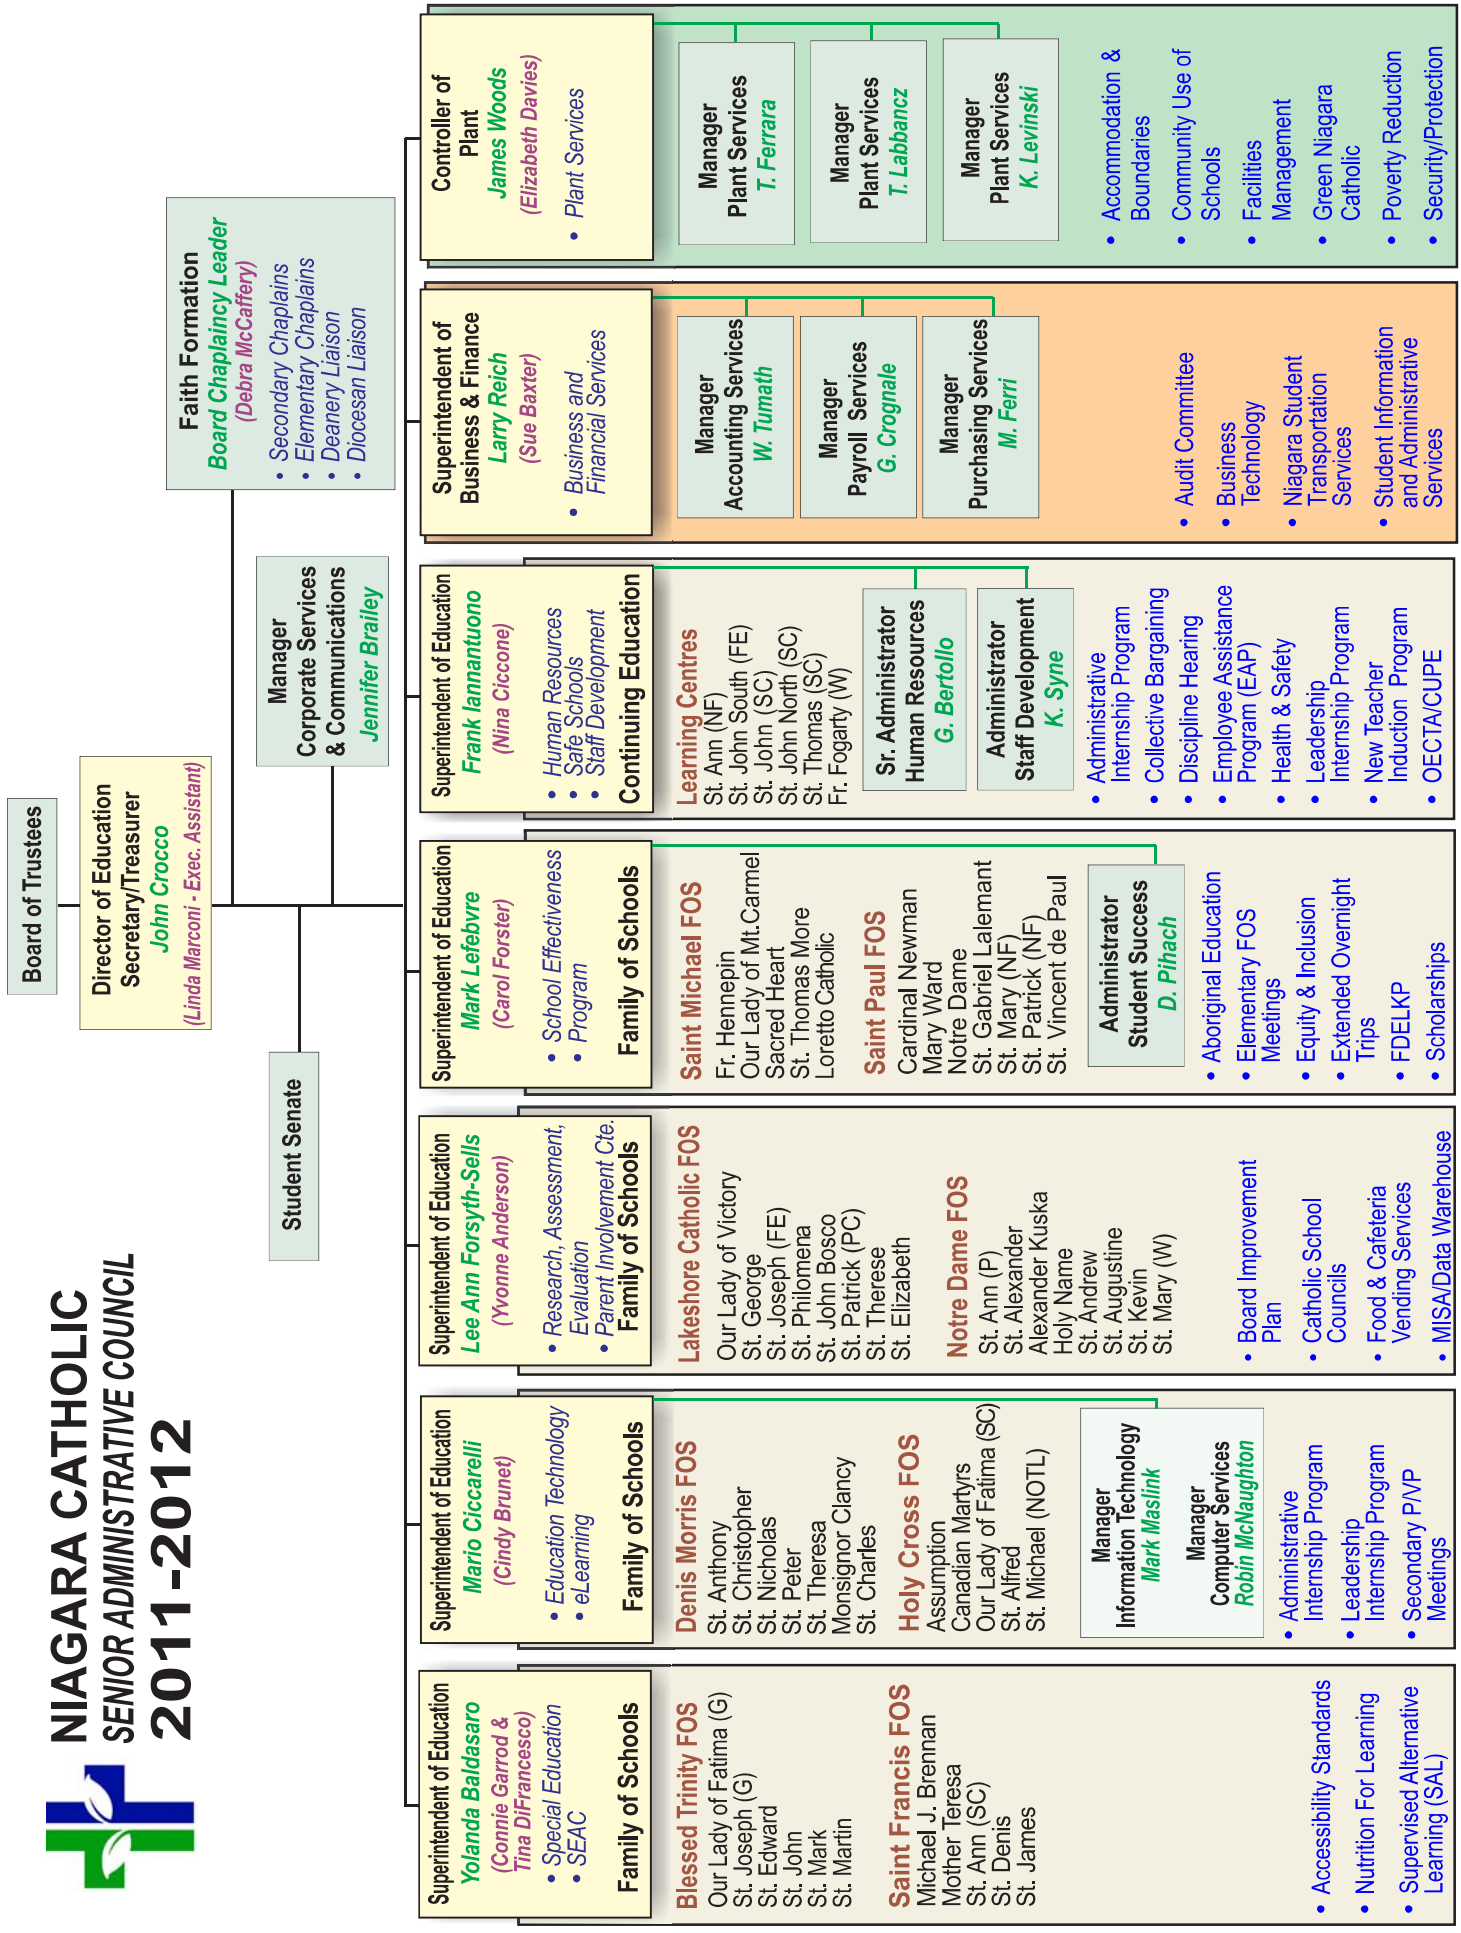 NIAGARA CATHOLIC
SENIOR ADMINISTRATIVE COUNCIL
2011-2012
Board of Trustees
Director of Education
Secretary/Treasurer
John Crocco
(Linda Marconi - Exec. Assistant)
Student Senate
Manager
Corporate Services
& Communications
Jennifer Brailey
Faith Formation
Board Chaplaincy Leader
(Debra McCaffery)
• Secondary Chaplains
• Elementary Chaplains
• Deanery Liaison
• Diocesan Liaison
Superintendent of Education
Yolanda Baldasaro
(Connie Garrod &
Tina DiFrancesco)
• Special Education
• SEAC
Family of Schools
Blessed Trinity FOS
Our Lady of Fatima (G)
St. Joseph (G)
St. Edward
St. John
St. Mark
St. Martin
Saint Francis FOS
Michael J. Brennan
Mother Teresa
St. Ann (SC)
St. Denis
St. James
• Accessibility Standards
• Nutrition For Learning
• Supervised Alternative
Learning (SAL)
Superintendent of Education
Mario Ciccarelli
(Cindy Brunet)
• Education Technology
• eLearning
Family of Schools
Denis Morris FOS
St. Anthony
St. Christopher
St. Nicholas
St. Peter
St. Theresa
Monsignor Clancy
St. Charles
Holy Cross FOS
Assumption
Canadian Martyrs
Our Lady of Fatima (SC)
St. Alfred
St. Michael (NOTL)
Manager
Information Technology
Mark Maslink
Manager
Computer Services
Robin McNaughton
• Administrative
Internship Program
• Leadership
Internship Program
• Secondary P/VP
Meetings
Superintendent of Education
Lee Ann Forsyth-Sells
(Yvonne Anderson)
• Research, Assessment,
Evaluation
• Parent Involvement Cte.
Family of Schools
Lakeshore Catholic FOS
Our Lady of Victory
St. George
St. Joseph (FE)
St. Philomena
St. John Bosco
St. Patrick (PC)
St. Therese
St. Elizabeth
Notre Dame FOS
St. Ann (P)
St. Alexander
Alexander Kuska
Holy Name
St. Andrew
St. Augustine
St. Kevin
St. Mary (W)
• Board Improvement
Plan
• Catholic School
Councils
• Food & Cafeteria
Vending Services
• MISA/Data Warehouse
Superintendent of Education
Mark Lefebvre
(Carol Forster)
• School Effectiveness
• Program
Family of Schools
Saint Michael FOS
Fr. Hennepin
Our Lady of Mt.Carmel
Sacred Heart
St. Thomas More
Loretto Catholic
Saint Paul FOS
Cardinal Newman
Mary Ward
Notre Dame
St. Gabriel Lalemant
St. Mary (NF)
St. Patrick (NF)
St. Vincent de Paul
Administrator
Student Success
D. Pihach
• Aboriginal Education
• Elementary FOS
Meetings
• Equity & Inclusion
• Extended Overnight
Trips
• FDELKP
• Scholarships
Superintendent of Education
Frank Iannantuono
(Nina Ciccone)
• Human Resources
• Safe Schools
• Staff Development
Continuing Education
Learning Centres
St. Ann (NF)
St. John South (FE)
St. John (SC)
St. John North (SC)
St. Thomas (SC)
Fr. Fogarty (W)
Sr. Administrator
Human Resources
G. Bertollo
Administrator
Staff Development
K. Syne
• Administrative
Internship Program
• Collective Bargaining
• Discipline Hearing
• Employee Assistance
Program (EAP)
• Health & Safety
• Leadership
Internship Program
• New Teacher
Induction Program
• OECTA/CUPE
Superintendent of
Business & Finance
Larry Reich
(Sue Baxter)
• Business and
Financial Services
Manager
Accounting Services
W. Tumath
Manager
Payroll Services
G. Crognale
Manager
Purchasing Services
M. Ferri
• Audit Committee
• Business
Technology
• Niagara Student
Transportation
Services
• Student Information
and Administrative
Services
Controller of
Plant
James Woods
(Elizabeth Davies)
• Plant Services
Manager
Plant Services
T. Ferrara
Manager
Plant Services
T. Labbancz
Manager
Plant Services
K. Levinski
• Accommodation &
Boundaries
• Community Use of
Schools
• Facilities
Management
• Green Niagara
Catholic
• Poverty Reduction
• Security/Protection